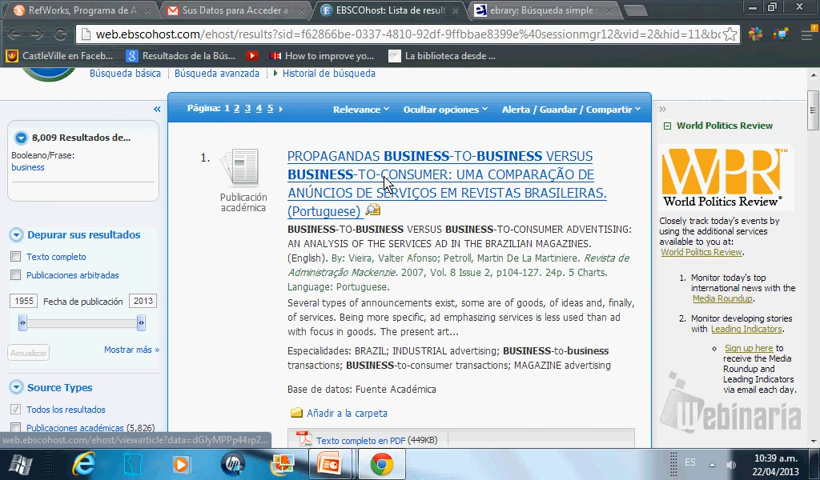 RefWorks, Programa de A
Sus Datos para Acceder a
EBSCOhost: Lista de resul
ebrary: Búsqueda simple
web.ebscohost.com/ehost/results?sid=f62866be-0337-4810-92df-9ffbbae8399e%40sessionmgr12&vid=2&hid=11&b
CastleVille en Faceb...
Resultados de la Bús...
How to improve yo...
La biblioteca desde ...
Búsqueda básica
Búsqueda avanzada
Historial de búsqueda
«
Página: 1 2 3 4 5
Relevance
Ocultar opciones
Alerta / Guardar / Compartir
»
8,009 Resultados de...
Booleano/Frase:
business
Depurar sus resultados
Texto completo
Publicaciones arbitradas
1955 Fecha de publicación 2013
Actualizar
Mostrar más »
Source Types
Todos los resultados
Publicaciones académicas (5,826)
web.ebscohost.com/ehost/viewarticle?data=dGJyMPPp44rp2...
1.
Publicación
académica
PROPAGANDAS BUSINESS-TO-BUSINESS VERSUS
BUSINESS-TO-CONSUMER: UMA COMPARAÇÃO DE
ANÚNCIOS DE SERVIÇOS EM REVISTAS BRASILEIRAS.
(Portuguese)
BUSINESS-TO-BUSINESS VERSUS BUSINESS-TO-CONSUMER ADVERTISING:
AN ANALYSIS OF THE SERVICES AD IN THE BRAZILIAN MAGAZINES.
(English). By: Vieira, Valter Afonso; Petroll, Martin De La Martiniere. Revista de
Administração Mackenzie. 2007, Vol. 8 Issue 2, p104-127. 24p. 5 Charts.
Language: Portuguese.
Several types of announcements exist, some are of goods, of ideas and, finally,
of services. Being more specific, ad emphasizing services is less used than ad
with focus in goods. The present art...
Especialidades: BRAZIL; INDUSTRIAL advertising; BUSINESS-to-business
transactions; BUSINESS-to-consumer transactions; MAGAZINE advertising
Base de datos: Fuente Académica
Añadir a la carpeta
Texto completo en PDF (449KB)
World Politics Review
WPR
World Politics Review
Closely track today's events by
using the additional services
available to you at:
World Politics Review.
1. Monitor today's top
international news with the
Media Roundup.
2. Monitor developing stories
with Leading Indicators.
Sign up here to
receive the Media
Roundup and
Leading Indicators
via email each day.
Webinaria
ES
10:39 a.m.
22/04/2013